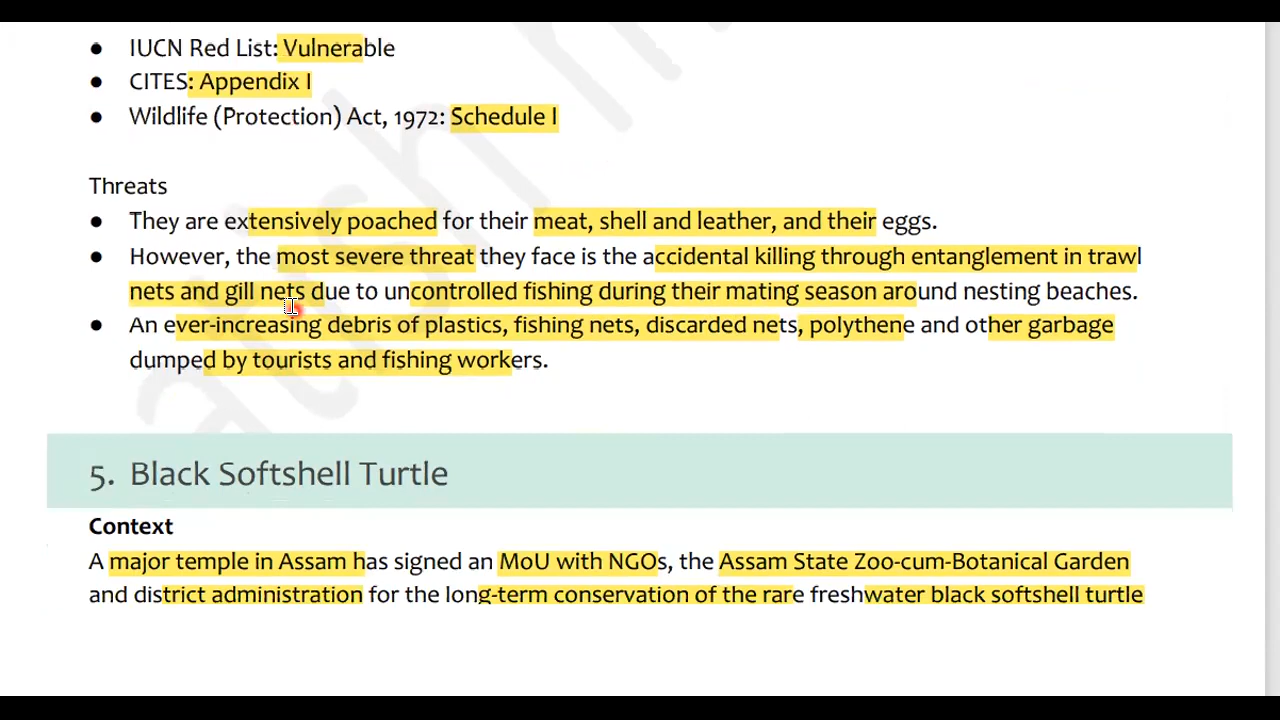 ● IUCN Red List: Vulnerable
● CITES: Appendix I
● Wildlife (Protection) Act, 1972: Schedule I
Threats
● They are extensively poached for their meat, shell and leather, and their eggs.
● However, the most severe threat they face is the accidental killing through entanglement in trawl
nets and gill nets due to uncontrolled fishing during their mating season around nesting beaches.
● An ever-increasing debris of plastics, fishing nets, discarded nets, polythene and other garbage
dumped by tourists and fishing workers.
5. Black Softshell Turtle
Context
A major temple in Assam has signed an MoU with NGOs, the Assam State Zoo-cum-Botanical Garden
and district administration for the long-term conservation of the rare freshwater black softshell turtle